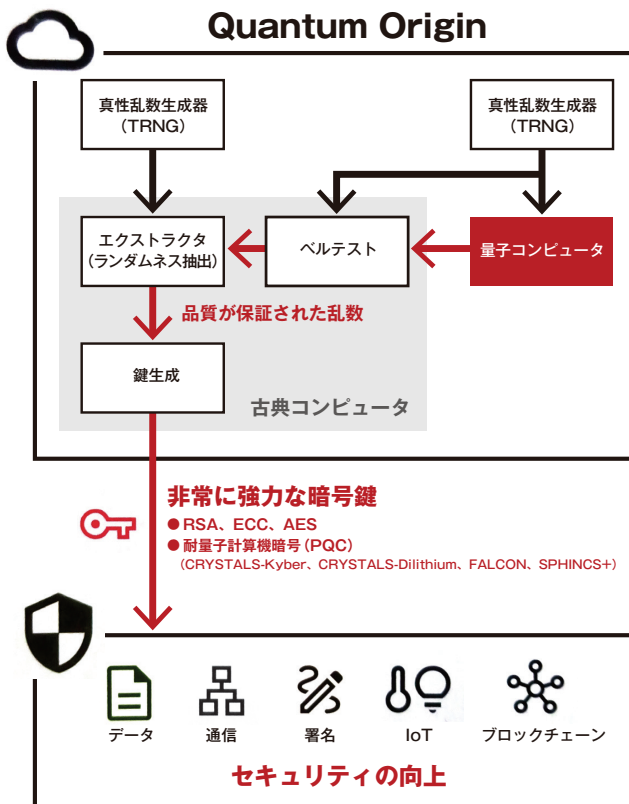 Quantum Origin
真性乱数生成器
(TRNG)
真性乱数生成器
(TRNG)
エクストラクタ
(ランダムネス抽出)
ベルテスト
量子コンピュータ
品質が保証された乱数
鍵生成
古典コンピュータ
非常に強力な暗号鍵
●RSA、ECC、AES
●耐量子計算機暗号(PQC)
(CRYSTALS-Kyber、CRYSTALS-Dilithium、FALCON、SPHINCS+)
データ
通信
署名
IoT
ブロックチェーン
セキュリティの向上